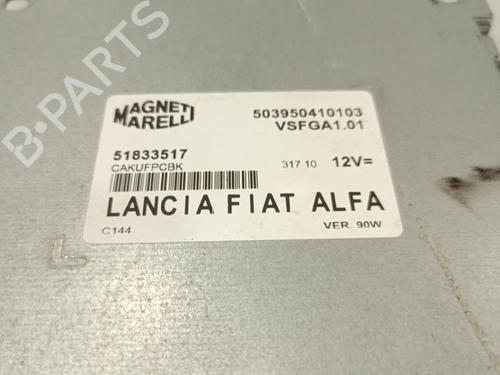 MAGNETI
MARELLI
503950410103
VSFGA1.01
51833517
CAKUFPCBK
317 10
12V=
LANCIA FIAT ALFA
C144
VER. 90W
L
B-PARTS